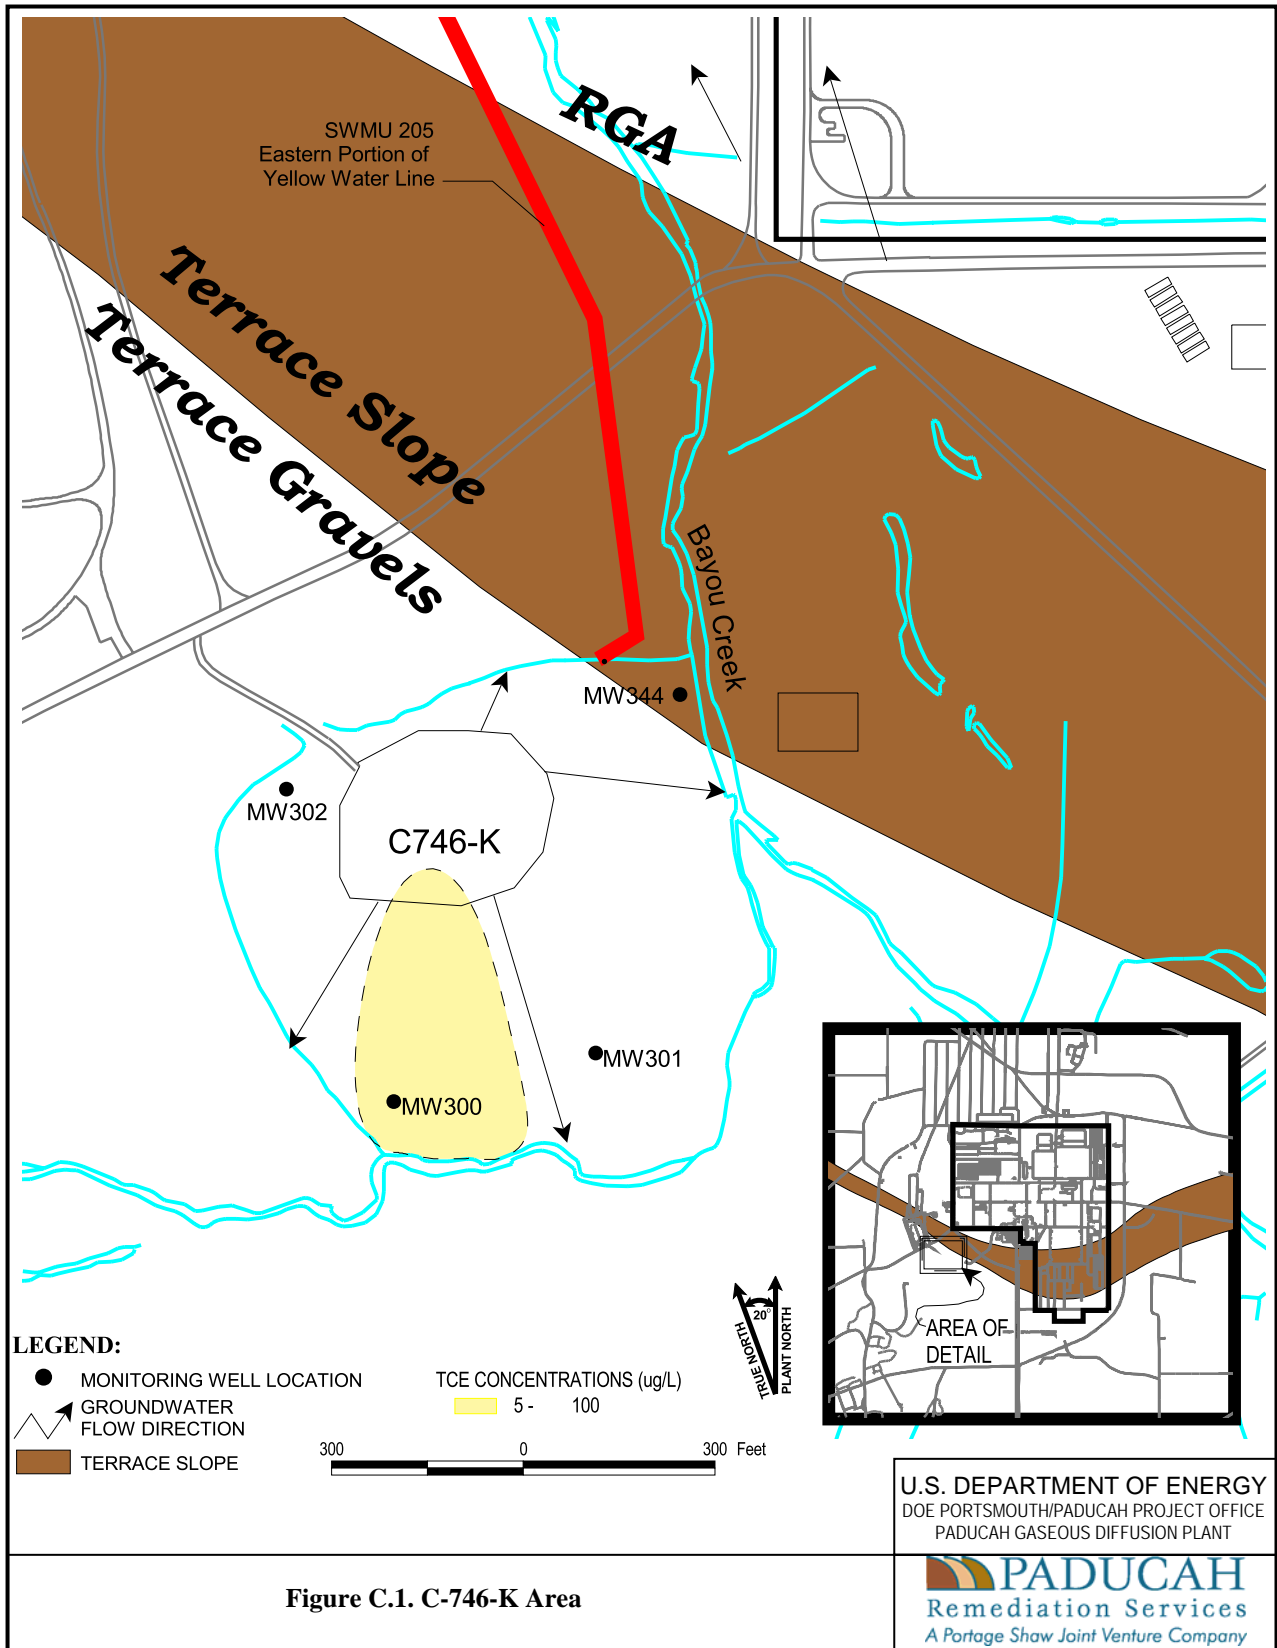 RGA
SWMU 205
Eastern Portion of
Yellow Water Line
Terrace Slope
Terrace Gravels
Bayou Creek
MW344
MW302
C746-K
MW301
MW300
AREA OF
DETAIL
20°
TRUE NORTH
PLANT NORTH
LEGEND:
MONITORING WELL LOCATION
GROUNDWATER
FLOW DIRECTION
TERRACE SLOPE
TCE CONCENTRATIONS (ug/L)
5 - 100
300 0 300 Feet
U.S. DEPARTMENT OF ENERGY
DOE PORTSMOUTH/PADUCAH PROJECT OFFICE
PADUCAH GASEOUS DIFFUSION PLANT
PADUCAH
Remediation Services
A Portage Shaw Joint Venture Company
Figure C.1. C-746-K Area